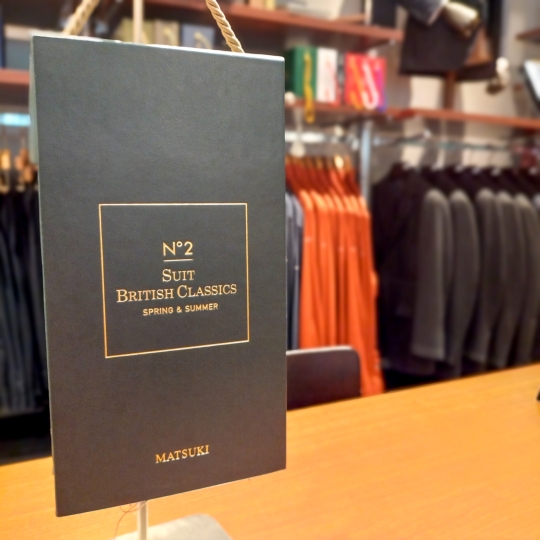 N°2
SUIT
BRITISH CLASSICS
SPRING & SUMMER
MATSUKI